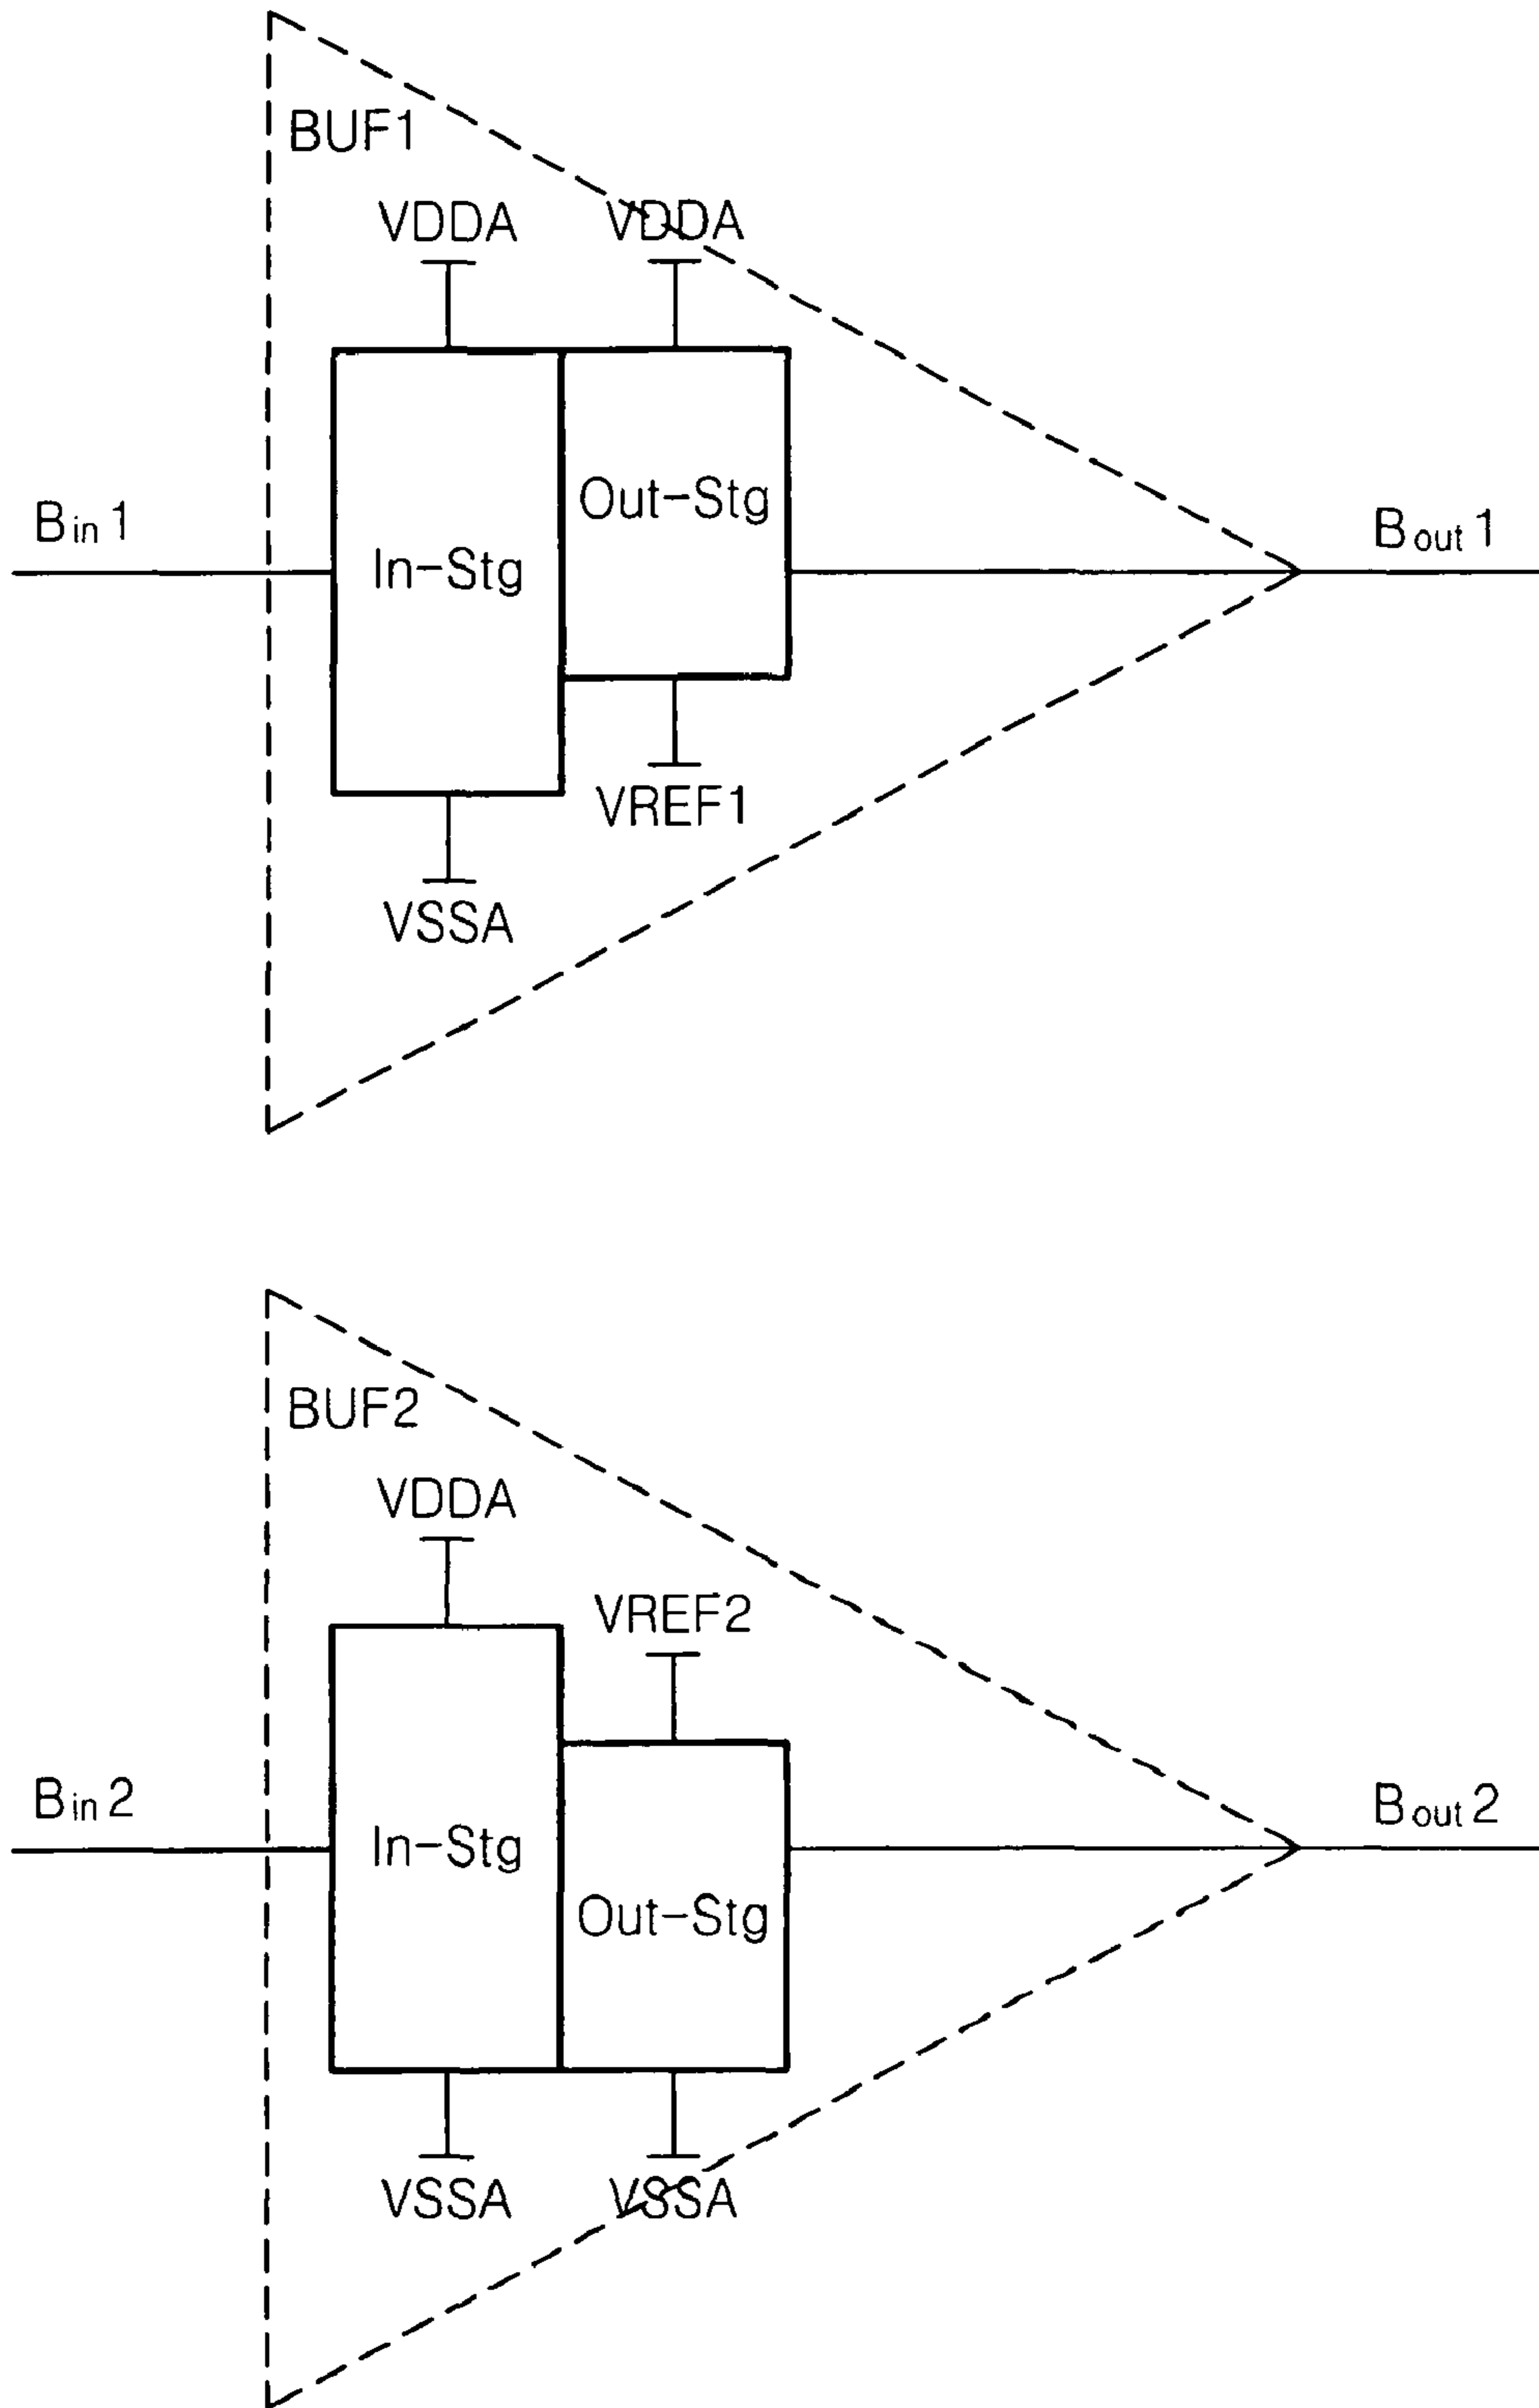 BUF1
VDDA VDDA
Bin1
In-Stg
Out-Stg
Bout1
VREF1
VSSA
BUF2
VDDA
VREF2
Bin2
In-Stg
Out-Stg
Bout2
VSSA VSSA